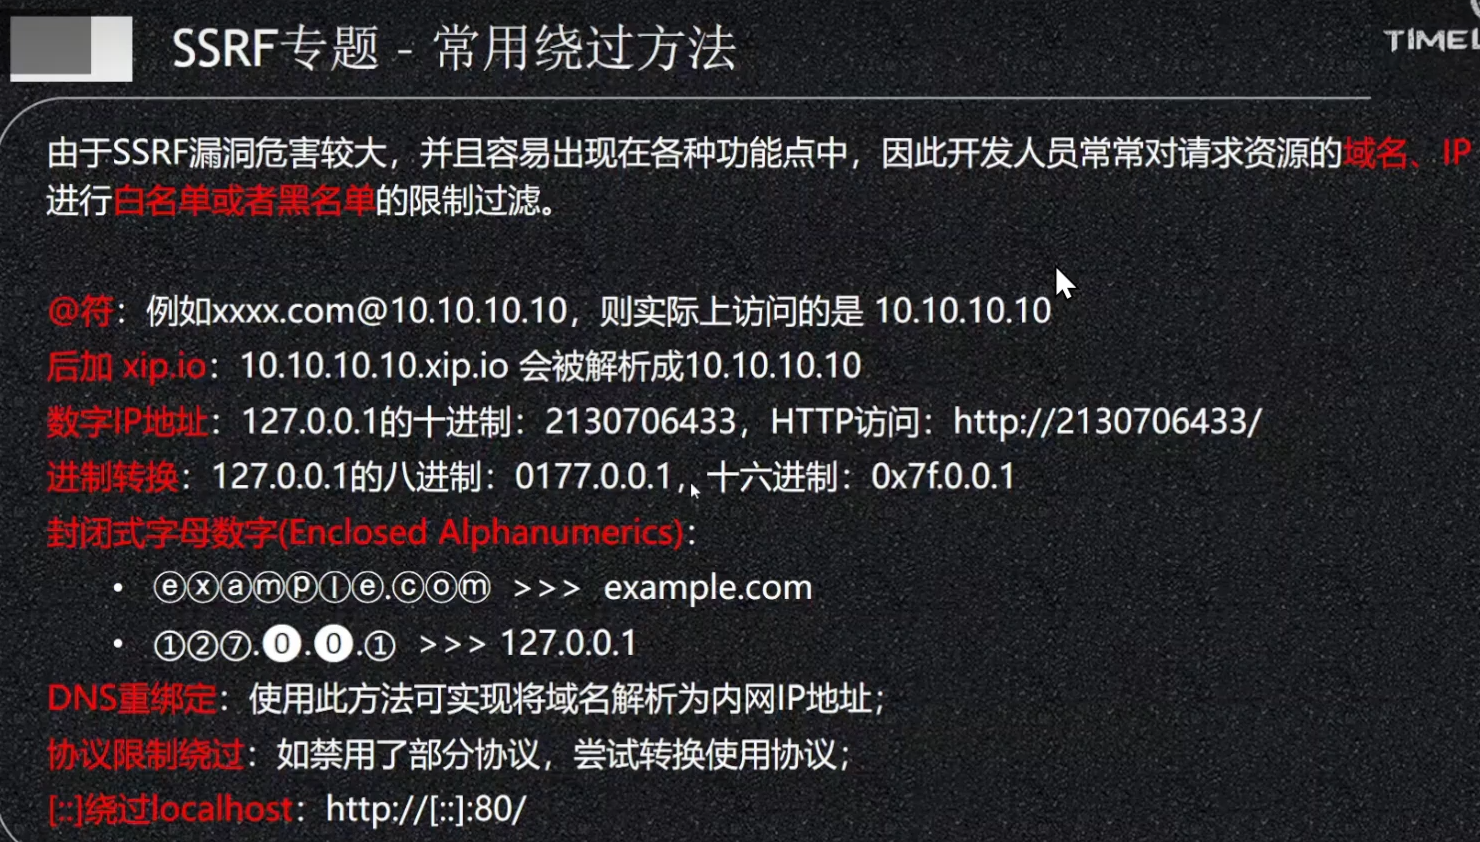 SSRF专题 - 常用绕过方法
由于SSRF漏洞危害较大，并且容易出现在各种功能点中，因此开发人员常常对请求资源的域名、IP
进行白名单或者黑名单的限制过滤。
@符：例如xxxx.com@10.10.10.10，则实际上访问的是 10.10.10.10
后加 xip.io：10.10.10.10.xip.io 会被解析成10.10.10.10
数字IP地址：127.0.0.1的十进制：2130706433，HTTP访问：http://2130706433/
进制转换：127.0.0.1的八进制：0177.0.0.1，十六进制：0x7f.0.0.1
封闭式字母数字(Enclosed Alphanumerics)：
• ⓔⓧⓐⓜⓟⓛⓔ.ⓒⓞⓜ >>> example.com
• ①②⑦.⓿.⓿.① >>> 127.0.0.1
DNS重绑定：使用此方法可实现将域名解析为内网IP地址；
协议限制绕过：如禁用了部分协议，尝试转换使用协议；
[::]绕过localhost：http://[::]:80/